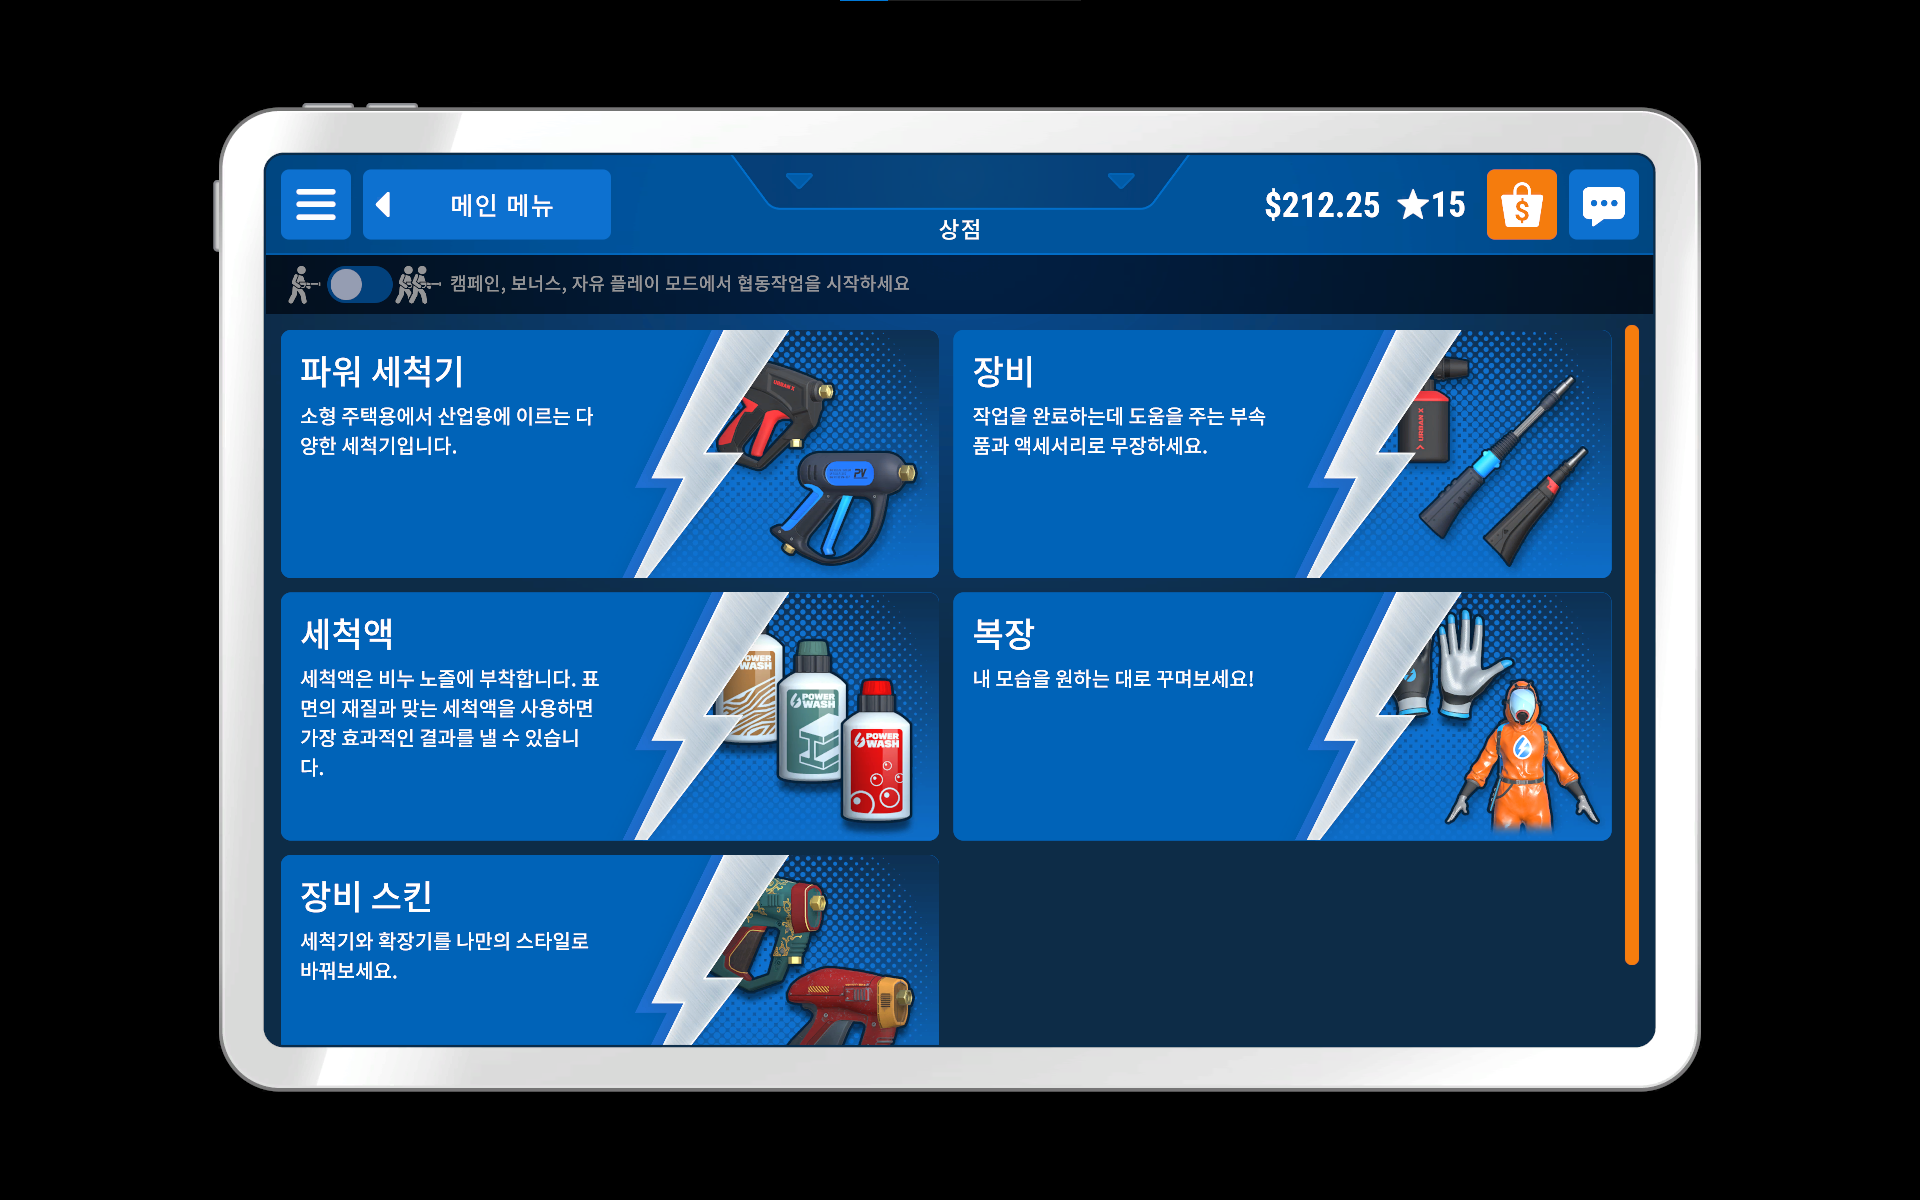 메인 메뉴
상점
$212.25 ★15
캠페인, 보너스, 자유 플레이 모드에서 협동작업을 시작하세요
파워 세척기
소형 주택용에서 산업용에 이르는 다
양한 세척기입니다.
URBAN X
PV
장비
작업을 완료하는데 도움을 주는 부속
품과 액세서리로 무장하세요.
URBAN X
세척액
세척액은 비누 노즐에 부착합니다. 표
면의 재질과 맞는 세척액을 사용하면
가장 효과적인 결과를 낼 수 있습니
다.
POWER
WASH
POWER
WASH
POWER
WASH
복장
내 모습을 원하는 대로 꾸며보세요!
장비 스킨
세척기와 확장기를 나만의 스타일로
바꿔보세요.